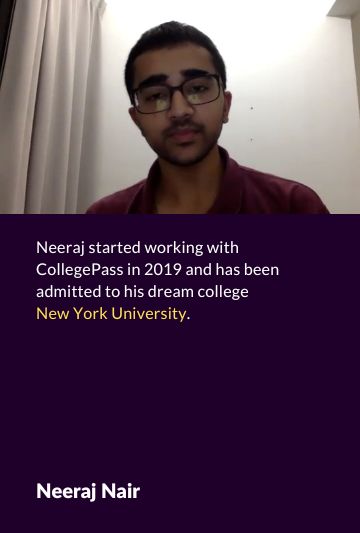 Neeraj started working with
CollegePass in 2019 and has been
admitted to his dream college
New York University.
Neeraj Nair